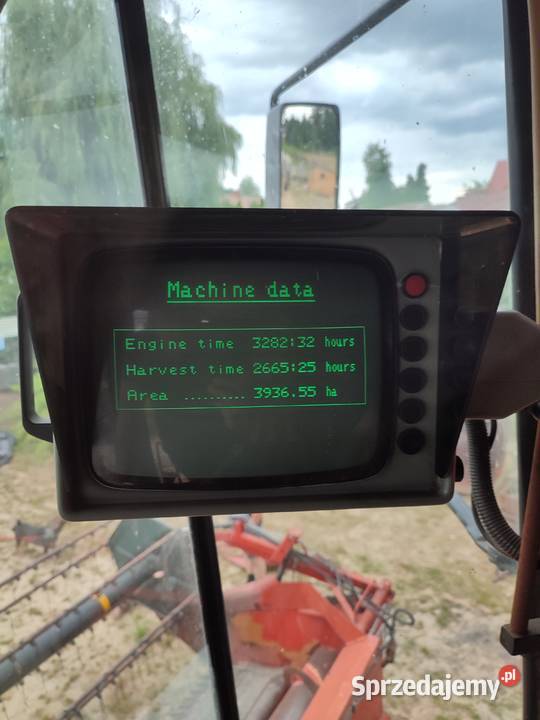 Machine data
Engine time 3282:32 hours
Harvest time 2665:25 hours
Area .......... 3936.55 ha
Sprzedajemy.pl